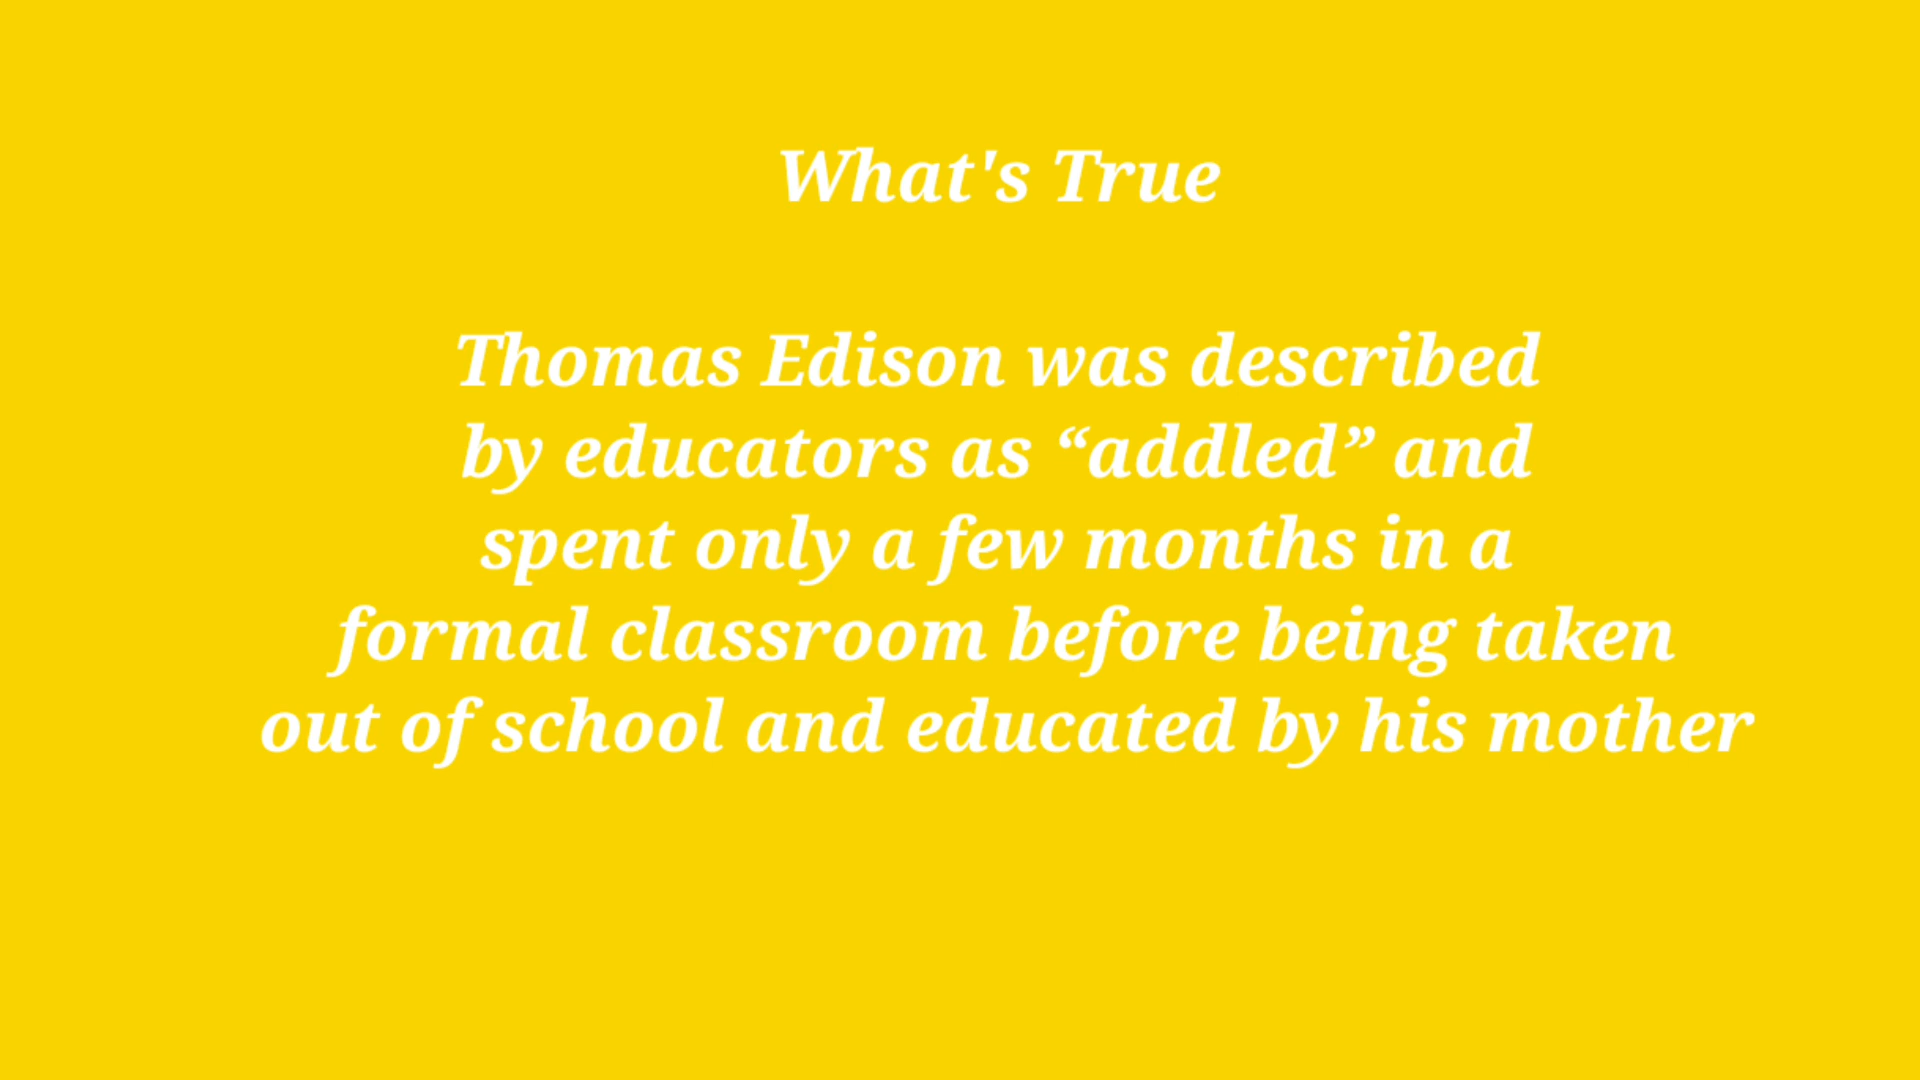 What's True
Thomas Edison was described
by educators as “addled” and
spent only a few months in a
formal classroom before being taken
out of school and educated by his mother